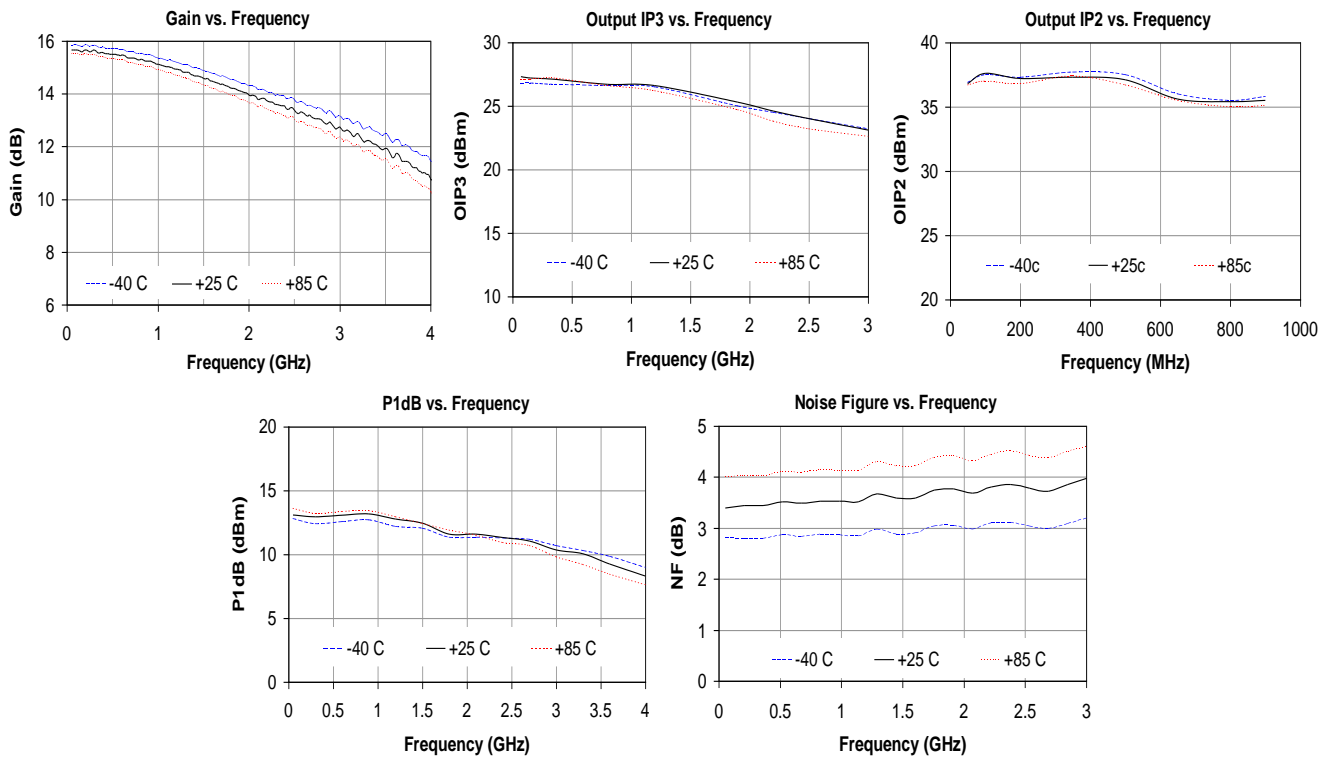 Gain vs. Frequency
16
14
12
10
8
6
Gain (dB)
-40 C +25 C +85 C
0 1 2 3 4
Frequency (GHz)
Output IP3 vs. Frequency
30
25
20
15
10
OIP3 (dBm)
-40 C +25 C +85 C
0 0.5 1 1.5 2 2.5 3
Frequency (GHz)
Output IP2 vs. Frequency
40
35
30
25
20
OIP2 (dBm)
-40c +25c +85c
0 200 400 600 800 1000
Frequency (MHz)
P1dB vs. Frequency
20
15
10
5
0
P1dB (dBm)
-40 C +25 C +85 C
0 0.5 1 1.5 2 2.5 3 3.5 4
Frequency (GHz)
Noise Figure vs. Frequency
5
4
3
2
1
0
NF (dB)
-40 C +25 C +85 C
0 0.5 1 1.5 2 2.5 3
Frequency (GHz)